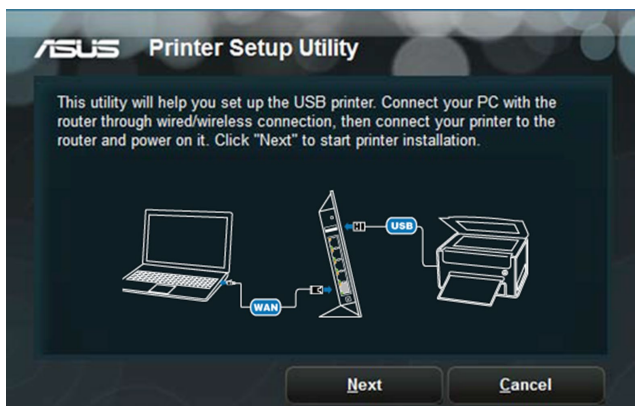 ASUS Printer Setup Utility
This utility will help you set up the USB printer. Connect your PC with the
router through wired/wireless connection, then connect your printer to the
router and power on it. Click "Next" to start printer installation.
USB
WAN
Next Cancel